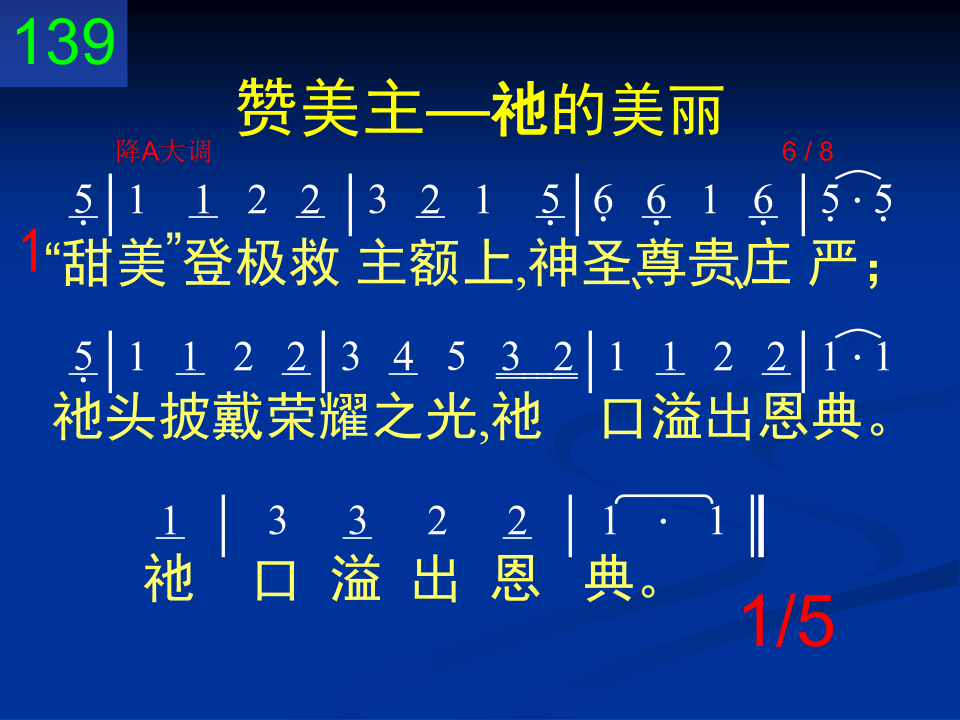 139
赞美主—祂的美丽
降A大调 6 / 8
5 | 1 1 2 2 | 3 2 1 5 | 6 6 1 6 | 5 · 5
1 “甜美”登极救 主额上,神圣、尊贵、庄 严；
5 | 1 1 2 2 | 3 4 5 3 2 | 1 1 2 2 | 1 · 1
祂头披戴荣耀之光,祂 口溢出恩典。
1 | 3 3 2 2 | 1 · 1 ‖
祂 口 溢 出 恩 典。
1/5